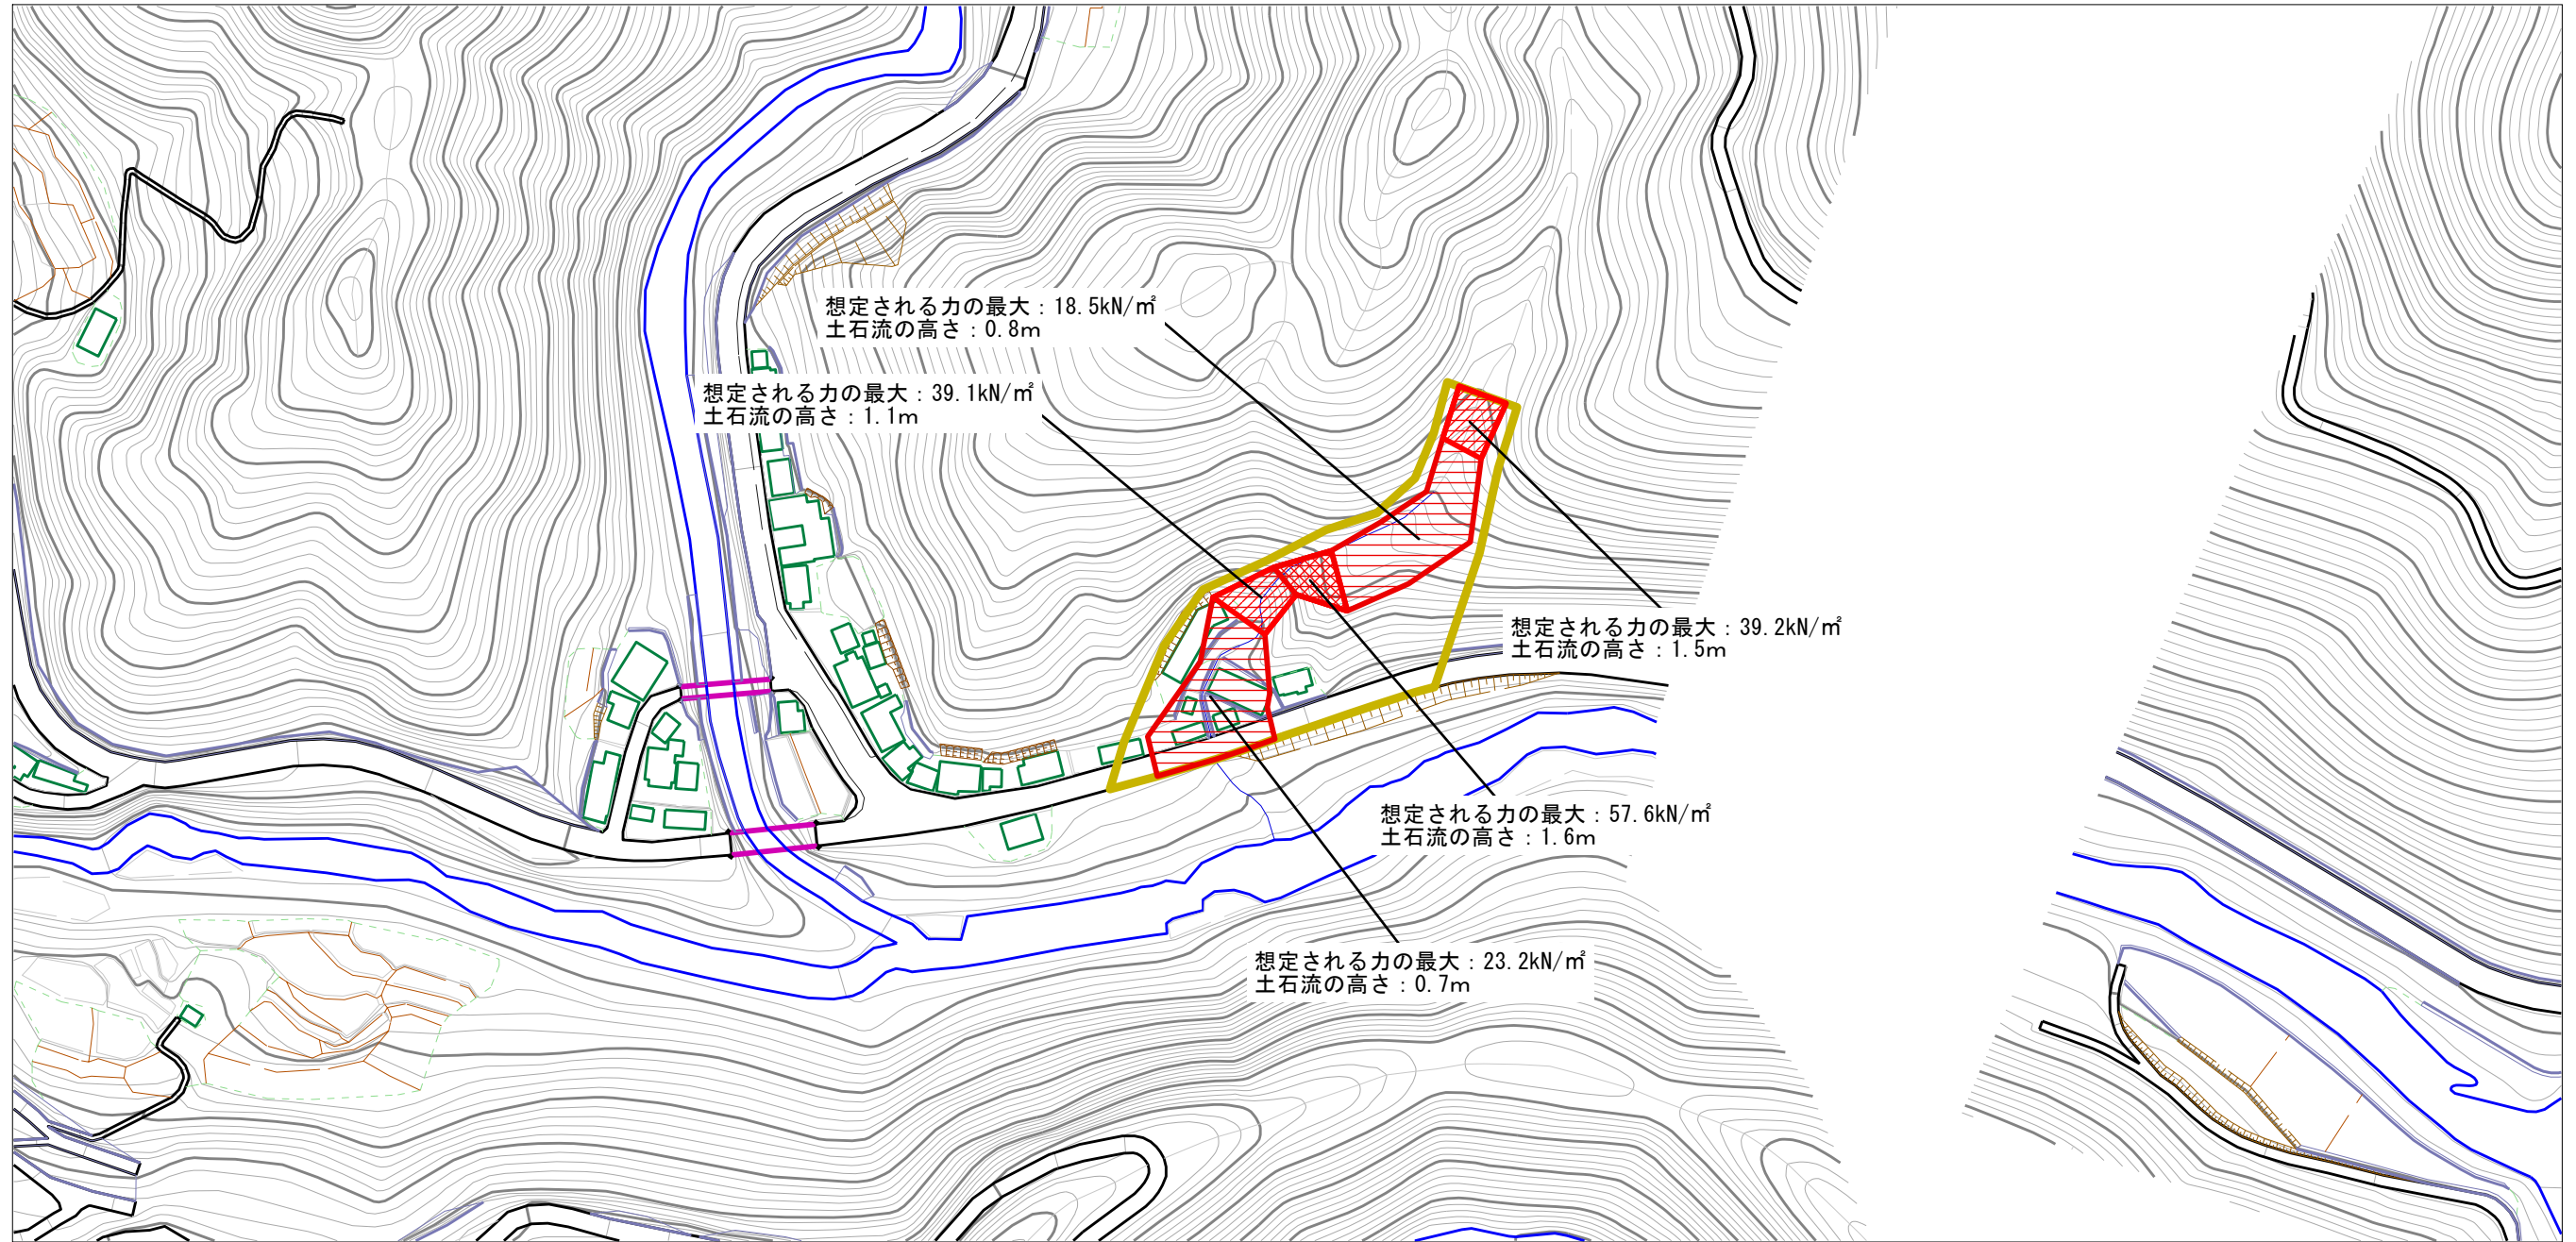 想定される力の最大：18.5kN/㎡
土石流の高さ：0.8m
想定される力の最大：39.1kN/㎡
土石流の高さ：1.1m
想定される力の最大：39.2kN/㎡
土石流の高さ：1.5m
想定される力の最大：57.6kN/㎡
土石流の高さ：1.6m
想定される力の最大：23.2kN/㎡
土石流の高さ：0.7m